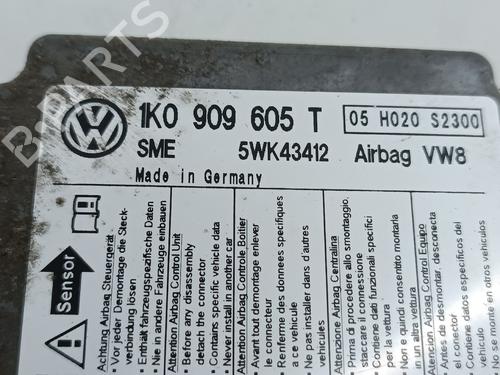 1K0 909 605 T
05 H020 S2300
SME 5WK43412 Airbag VW8
Made in Germany
Sensor
Achtung Airbag Steuergerät
• Vor jeder Demontage die Steck-
verbindung lösen
• Enthält fahrzeugspezifische Daten
• Nie in andere Fahrzeuge einbauen
Attention Airbag Control Unit
• Before any disassembly
detach the connector
• Contains specific vehicle data
• Never install in another car
Attention Airbag Controle Boitier
• Avant tout demontage enlever
le connecteur
• Renferme des donnees specifiques
a ce vehicule
• Ne pas installer dans d'autres
vehicules
Attenzione Airbag Centralina
• Prima di procedere allo smontaggio,
staccare il connessione
• Contiene dati funzionali specifici
per la vettura
• Non e quindi consentito montarla
in un altra vettura
Atencion Airbag Control Equipo
• Antes de desmontar, desconecta
el conector
• Contiene datos especificos del
vehiculo
• No se monte en otros vehiculos
B-PARTS